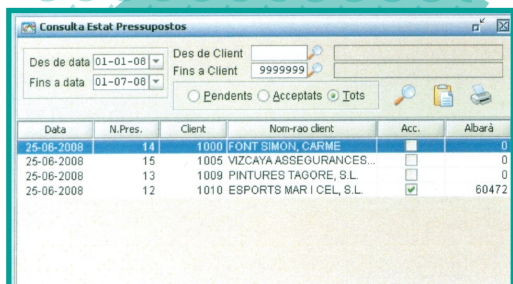 Consulta Estat Pressupostos
Des de data 01-01-08
Fins a data 01-07-08
Des de Client
Fins a Client 9999999
Pendents Acceptats Tots
Data N.Pres. Client Nom-rao client Acc. Albarà
25-06-2008 14 1000 FONT SIMON, CARME 0
25-06-2008 15 1005 VIZCAYA ASSEGURANCES... 0
25-06-2008 13 1009 PINTURES TAGORE, S.L. 0
25-06-2008 12 1010 ESPORTS MAR I CEL, S.L. 60472